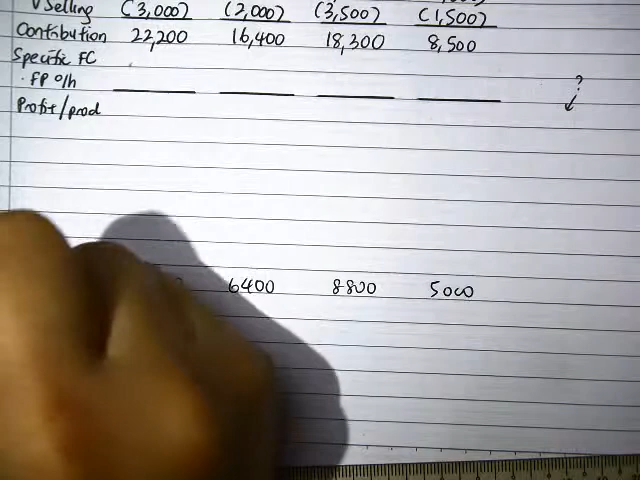 V Selling (3,000) (2,000) (3,500) (1,500)
Contribution 22,200 16,400 18,300 8,500
Specific FC
· FP o/h ?
Profit/prod
6400 8800 5000